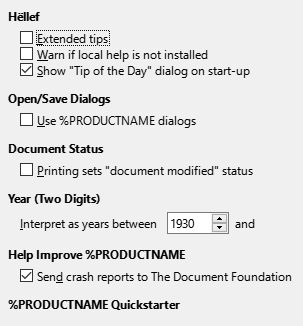 Hëllef
Extended tips
Warn if local help is not installed
Show "Tip of the Day" dialog on start-up
Open/Save Dialogs
Use %PRODUCTNAME dialogs
Document Status
Printing sets "document modified" status
Year (Two Digits)
Interpret as years between 1930 and
Help Improve %PRODUCTNAME
Send crash reports to The Document Foundation
%PRODUCTNAME Quickstarter